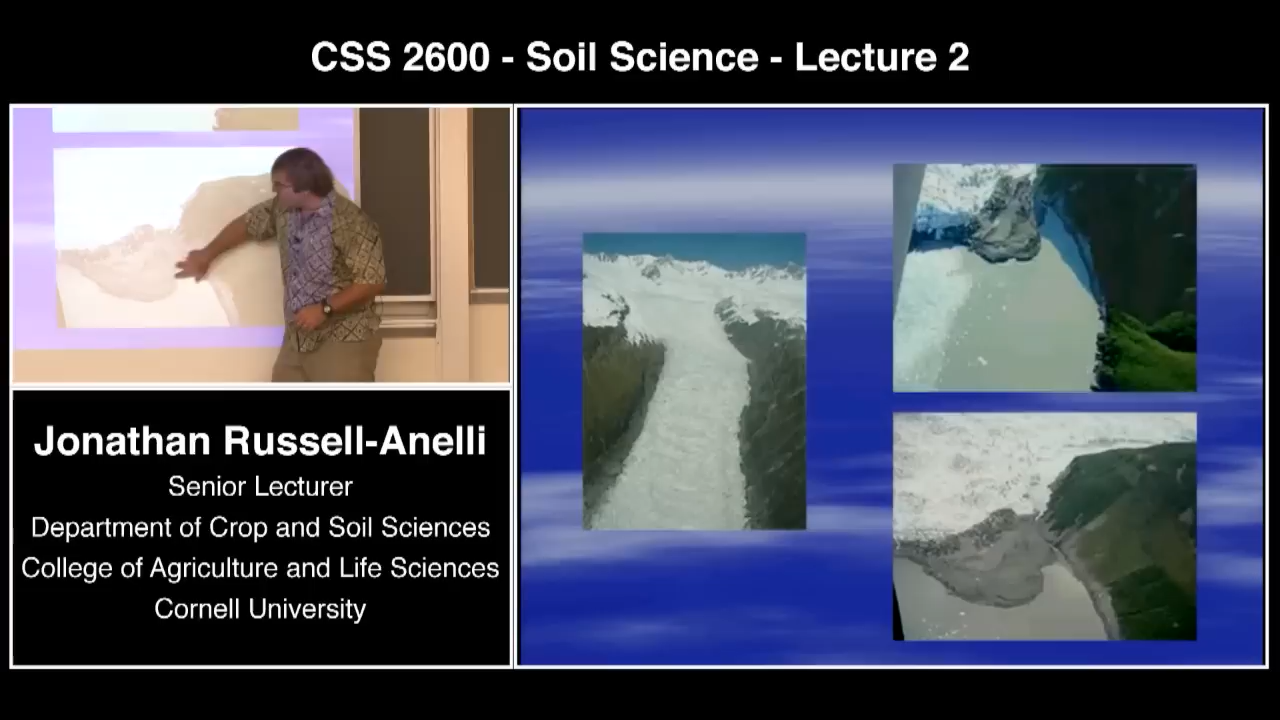 CSS 2600 - Soil Science - Lecture 2
Jonathan Russell-Anelli
Senior Lecturer
Department of Crop and Soil Sciences
College of Agriculture and Life Sciences
Cornell University